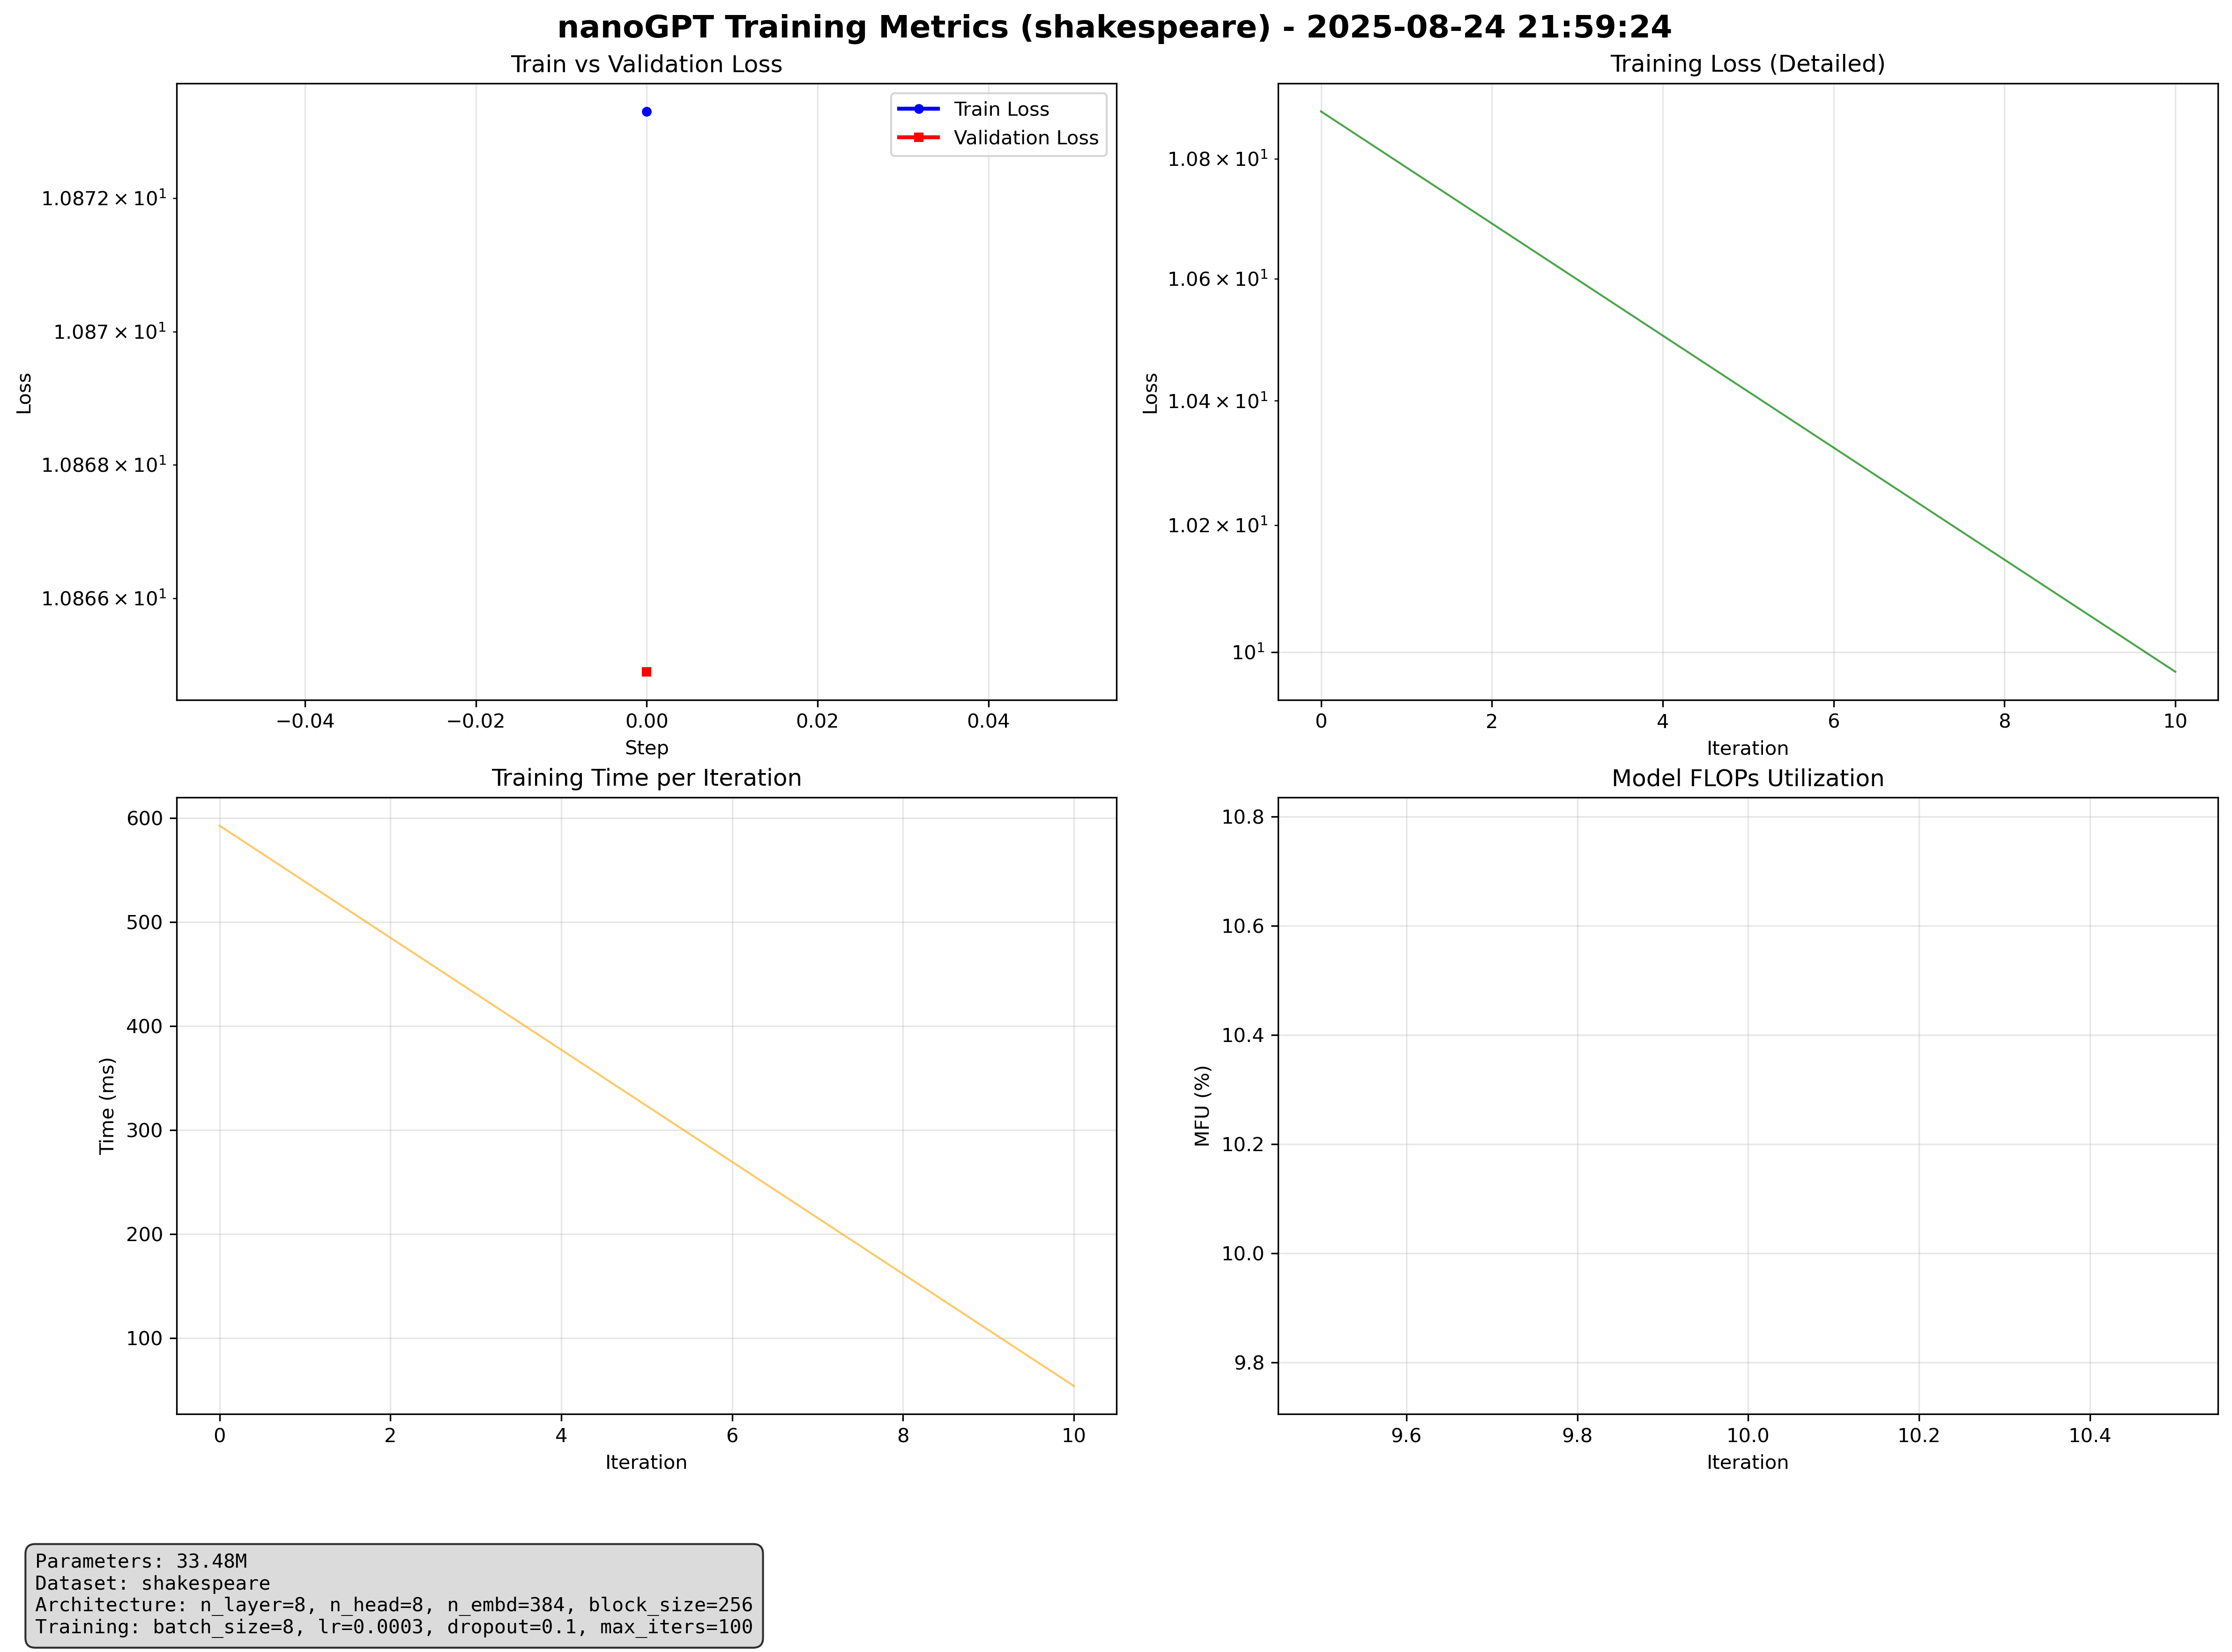 nanoGPT Training Metrics (shakespeare) - 2025-08-24 21:59:24
Train vs Validation Loss
Train Loss
Validation Loss
1.0872 × 10¹
1.087 × 10¹
1.0868 × 10¹
1.0866 × 10¹
Loss
−0.04 −0.02 0.00 0.02 0.04
Step
Training Loss (Detailed)
1.08 × 10¹
1.06 × 10¹
1.04 × 10¹
1.02 × 10¹
10¹
Loss
0 2 4 6 8 10
Iteration
Training Time per Iteration
600
500
400
300
200
100
Time (ms)
0 2 4 6 8 10
Iteration
Model FLOPs Utilization
10.8
10.6
10.4
10.2
10.0
9.8
MFU (%)
9.6 9.8 10.0 10.2 10.4
Iteration
Parameters: 33.48M
Dataset: shakespeare
Architecture: n_layer=8, n_head=8, n_embd=384, block_size=256
Training: batch_size=8, lr=0.0003, dropout=0.1, max_iters=100